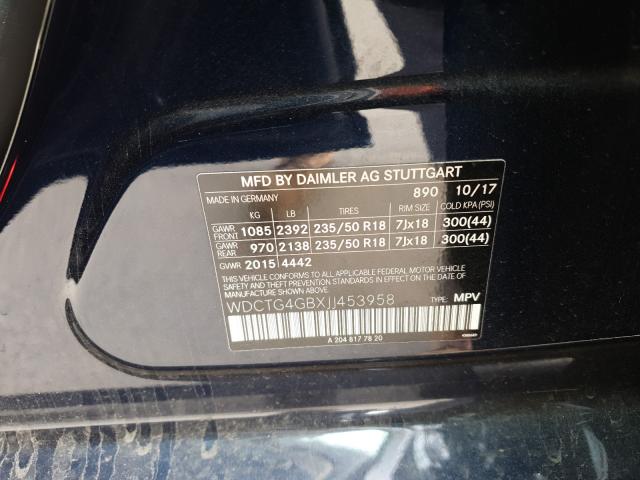 MFD BY DAIMLER AG STUTTGART
MADE IN GERMANY 890 10/17
KG LB TIRES RIM SIZE COLD KPA (PSI)
GAWR FRONT 1085 2392 235/50 R18 7Jx18 300(44)
GAWR REAR 970 2138 235/50 R18 7Jx18 300(44)
GVWR 2015 4442
THIS VEHICLE CONFORMS TO ALL APPLICABLE FEDERAL MOTOR VEHICLE
SAFETY AND THEFT PREVENTION STANDARDS IN EFFECT ON THE DATE OF
MANUFACTURE SHOWN ABOVE.
WDCTG4GBXJJ453958 TYPE: MPV
A 204 817 78 20